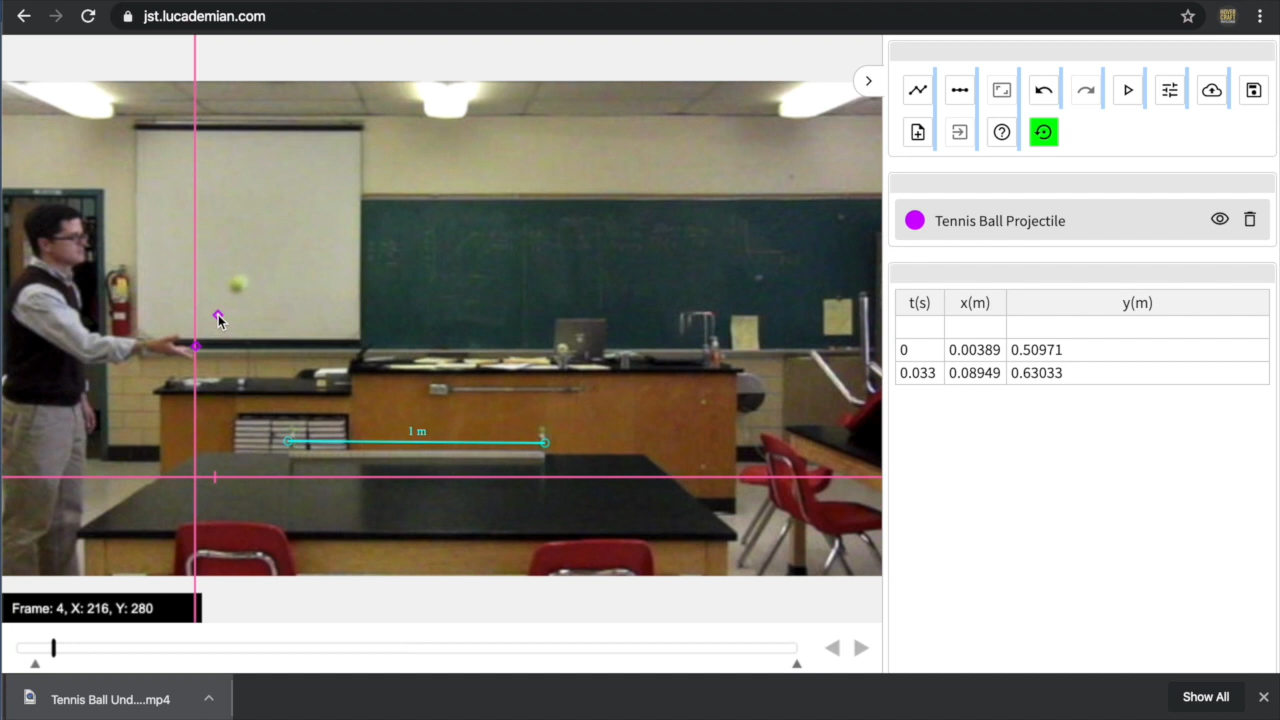 jst.lucademian.com
Tennis Ball Projectile
t(s) x(m) y(m)
0 0.00389 0.50971
0.033 0.08949 0.63033
1 m
Frame: 4, X: 216, Y: 280
Tennis Ball Und....mp4
Show All